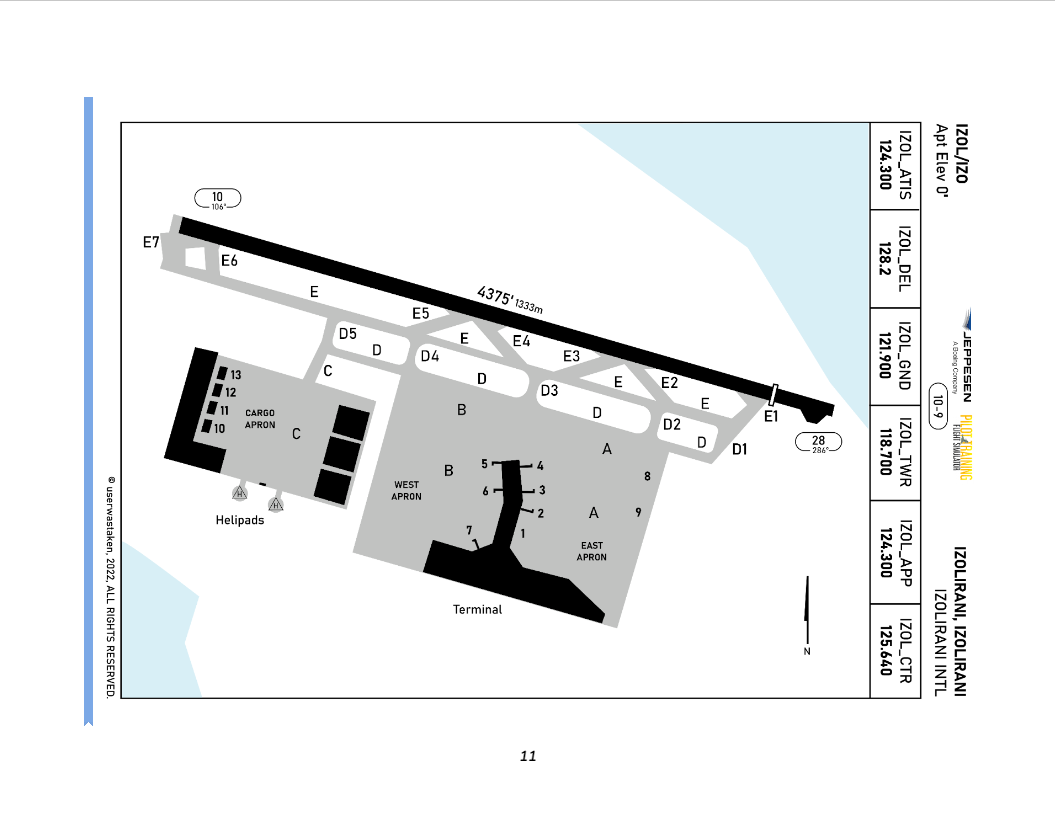 IZOL/IZO
Apt Elev 0'
JEPPESEN
A Boeing Company
10-9
PILOT TRAINING
FLIGHT SIMULATOR
IZOLIRANI, IZOLIRANI
IZOLIRANI INTL
IZOL_ATIS
124.300
IZOL_DEL
128.2
IZOL_GND
121.900
IZOL_TWR
118.700
IZOL_APP
124.300
IZOL_CTR
125.640
10
106°
E7
E6
E
4375' 1333m
E5
E
E4
E3
E
E2
E
E1
28
286°
D5
D
D4
D
D3
D
D2
D
D1
C
13
12
11
10
CARGO
APRON
C
B
B
WEST
APRON
A
A
8
9
5
4
6
3
2
7
1
EAST
APRON
H
H
Helipads
Terminal
N
© userwastaken, 2022, ALL RIGHTS RESERVED.
11